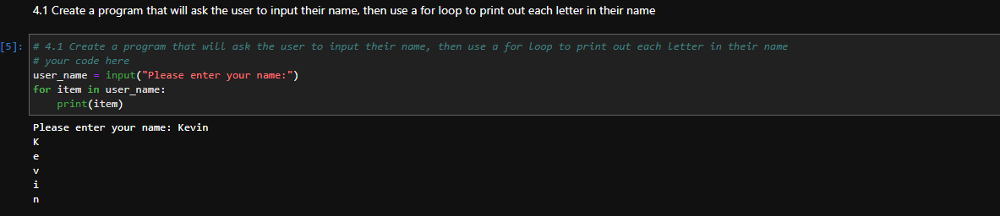 4.1 Create a program that will ask the user to input their name, then use a for loop to print out each letter in their name
[5]: # 4.1 Create a program that will ask the user to input their name, then use a for loop to print out each letter in their name
# your code here
user_name = input("Please enter your name:")
for item in user_name:
    print(item)
Please enter your name: Kevin
K
e
v
i
n